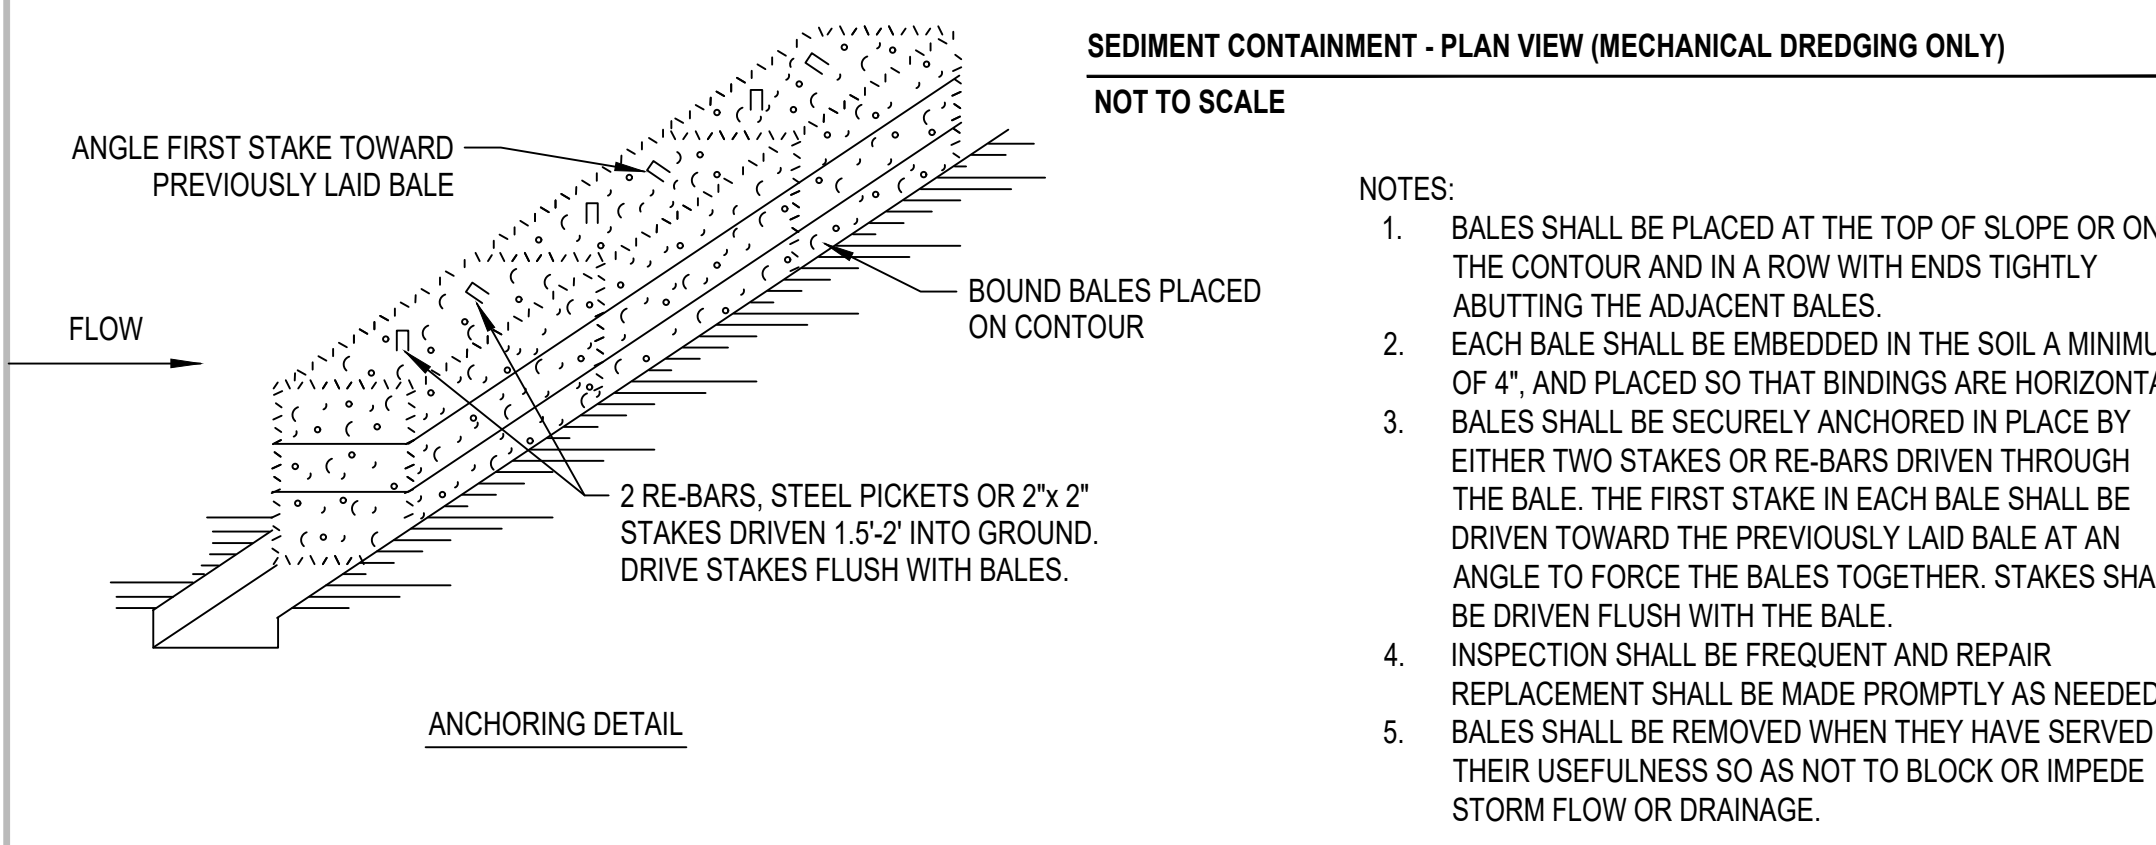 SEDIMENT CONTAINMENT - PLAN VIEW (MECHANICAL DREDGING ONLY)
NOT TO SCALE
ANGLE FIRST STAKE TOWARD
PREVIOUSLY LAID BALE
FLOW
BOUND BALES PLACED
ON CONTOUR
2 RE-BARS, STEEL PICKETS OR 2"x 2"
STAKES DRIVEN 1.5'-2' INTO GROUND.
DRIVE STAKES FLUSH WITH BALES.
ANCHORING DETAIL
NOTES:
1. BALES SHALL BE PLACED AT THE TOP OF SLOPE OR ON
THE CONTOUR AND IN A ROW WITH ENDS TIGHTLY
ABUTTING THE ADJACENT BALES.
2. EACH BALE SHALL BE EMBEDDED IN THE SOIL A
OF 4", AND PLACED SO THAT BINDINGS ARE
3. BALES SHALL BE SECURELY ANCHORED IN PLACE BY
EITHER TWO STAKES OR RE-BARS DRIVEN THROUGH
THE BALE. THE FIRST STAKE IN EACH BALE SHALL BE
DRIVEN TOWARD THE PREVIOUSLY LAID BALE AT AN
ANGLE TO FORCE THE BALES TOGETHER. STAKES
BE DRIVEN FLUSH WITH THE BALE.
4. INSPECTION SHALL BE FREQUENT AND REPAIR
REPLACEMENT SHALL BE MADE PROMPTLY AS NEEDED
5. BALES SHALL BE REMOVED WHEN THEY HAVE SERVED
THEIR USEFULNESS SO AS NOT TO BLOCK OR IMPEDE
STORM FLOW OR DRAINAGE.